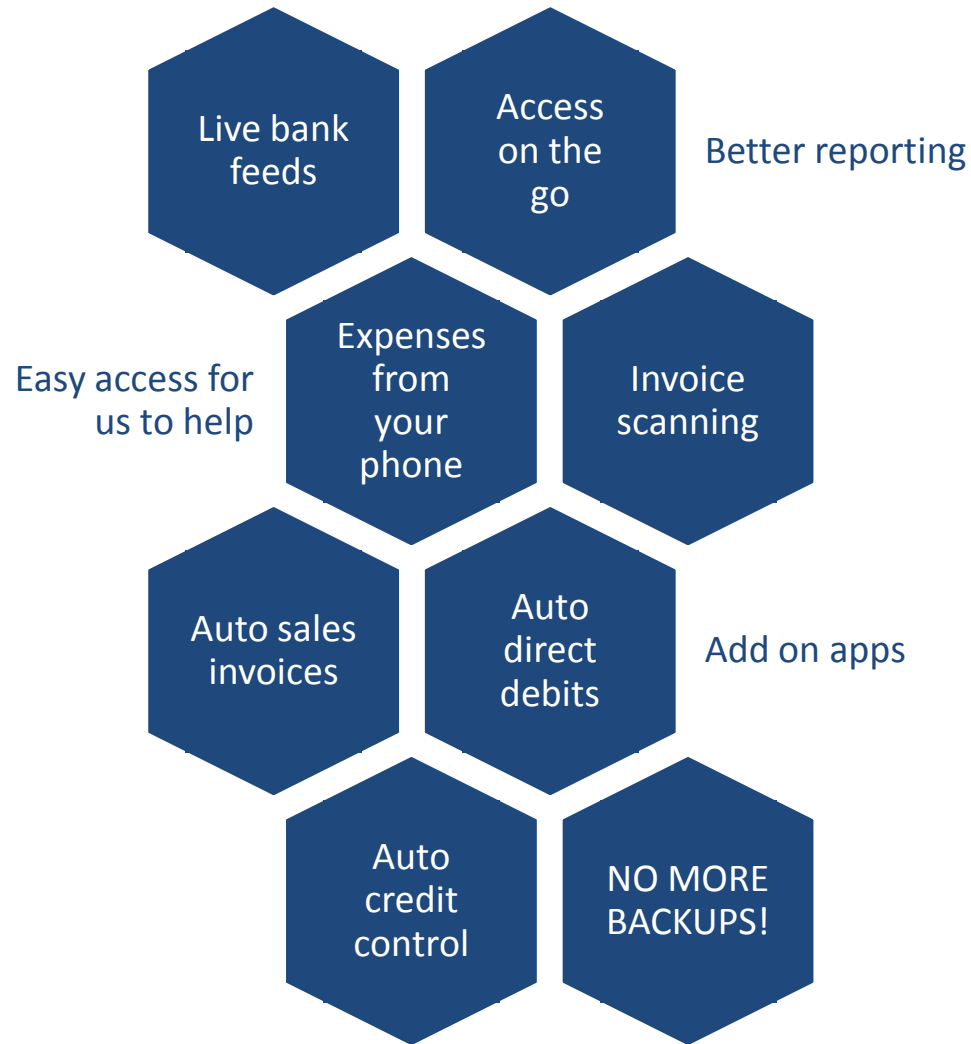 Live bank
feeds
Access
on the
go
Better reporting
Easy access for
us to help
Expenses
from
your
phone
Invoice
scanning
Auto sales
invoices
Auto
direct
debits
Add on apps
Auto
credit
control
NO MORE
BACKUPS!